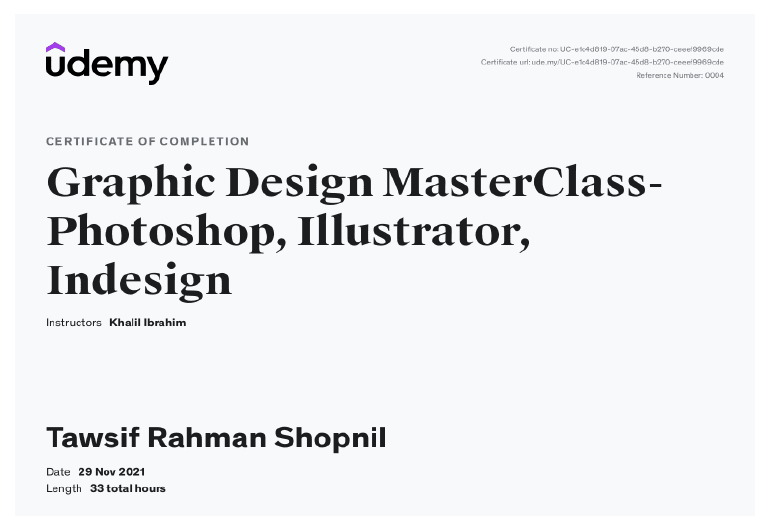 udemy
Certificate no: UC-e1c4d819-07ac-45d8-b270-ceee19969cde
Certificate url: ude.my/UC-e1c4d819-07ac-45d8-b270-ceee19969cde
Reference Number: 0004
CERTIFICATE OF COMPLETION
Graphic Design MasterClass-
Photoshop, Illustrator,
Indesign
Instructors Khalil Ibrahim
Tawsif Rahman Shopnil
Date 29 Nov 2021
Length 33 total hours